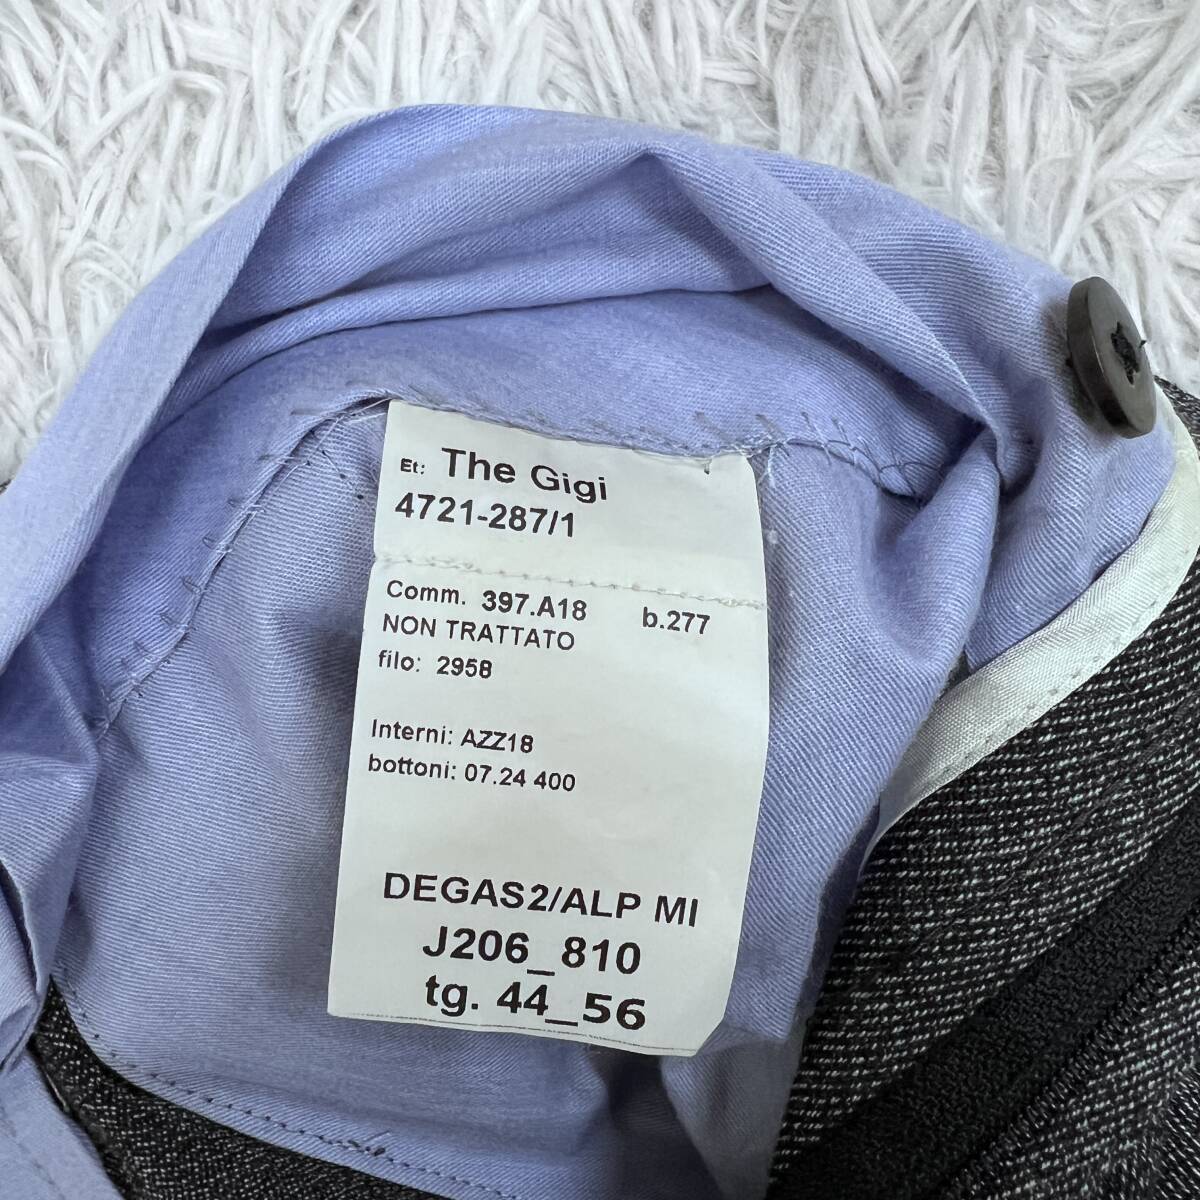 Et: The Gigi
4721-287/1
Comm. 397.A18 b.277
NON TRATTATO
filo: 2958
Interni: AZZ18
bottoni: 07.24 400
DEGAS2/ALP MI
J206_810
tg. 44_56